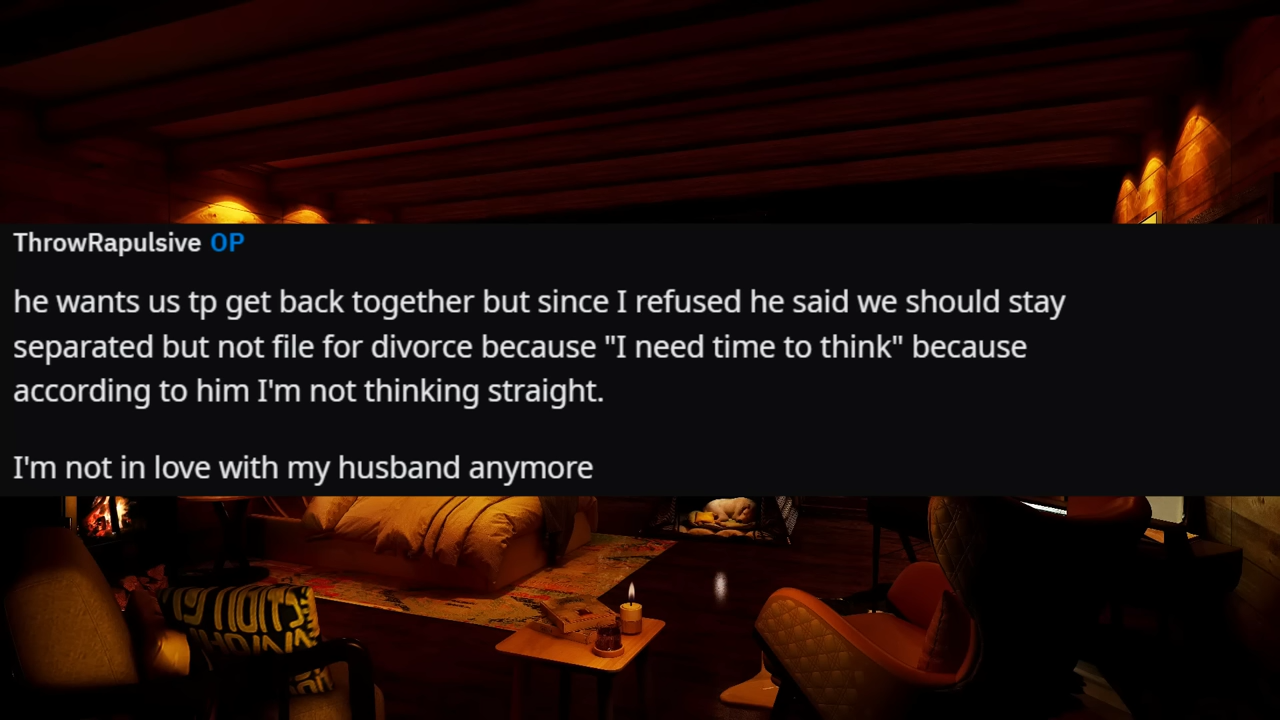 ThrowRapulsive OP
he wants us tp get back together but since I refused he said we should stay
separated but not file for divorce because "I need time to think" because
according to him I'm not thinking straight.
I'm not in love with my husband anymore